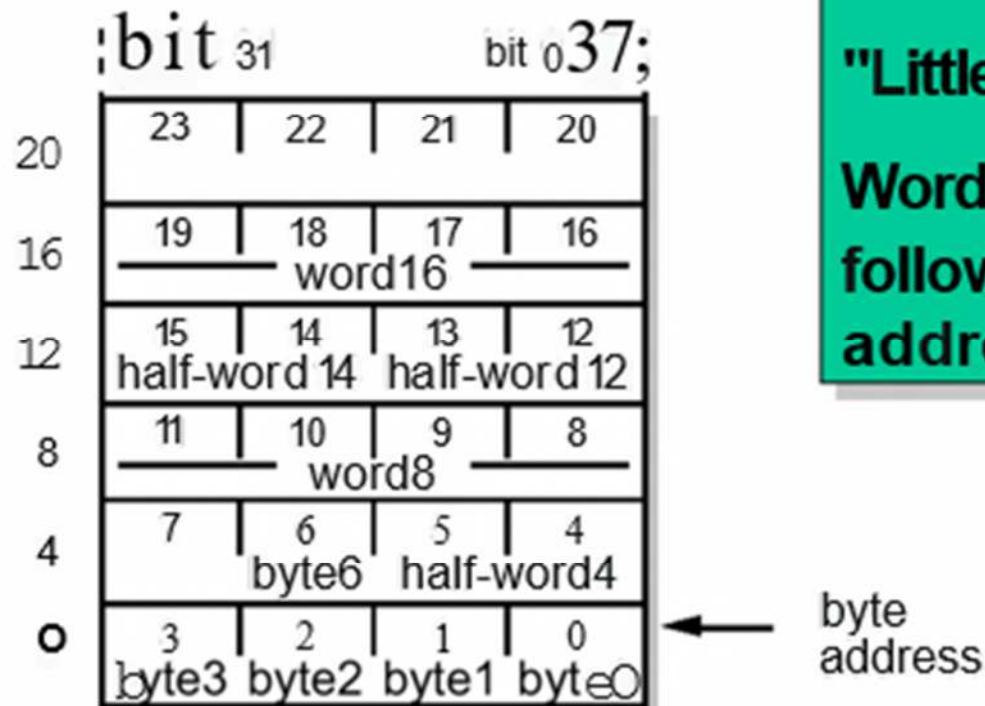 bit 31 bit 037;
23 22 21 20
20
19 18 17 16
16
word16
15 14 13 12
12
half-word 14 half-word 12
11 10 9 8
8
word8
7 6 5 4
4
byte6 half-word4
0
3 2 1 0
byte3 byte2 byte1 byte0
byte
address
"Little
Word
follow
addre